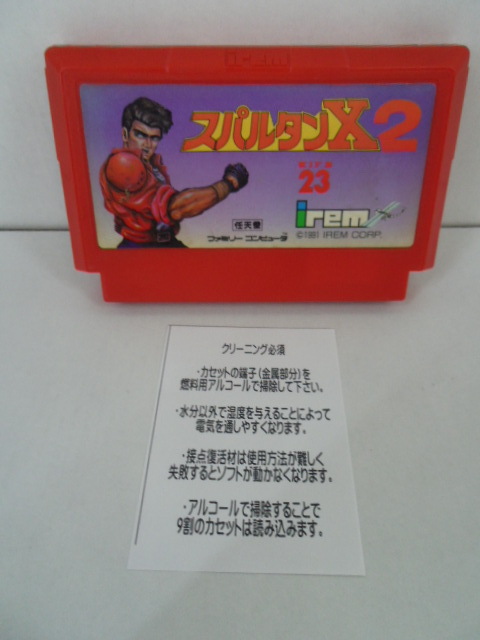 irem
スパルタンX2
23
irem
©1991 IREM CORP.
任天堂
ファミリー コンピュータ
クリーニング必須
・カセットの端子(金属部分)を
燃料用アルコールで掃除して下さい。
・水分以外で湿度を与えることによって
電気を通しやすくなります。
・接点復活材は使用方法が難しく
失敗するとソフトが動かなくなります。
・アルコールで掃除することで
9割のカセットは読み込みます。